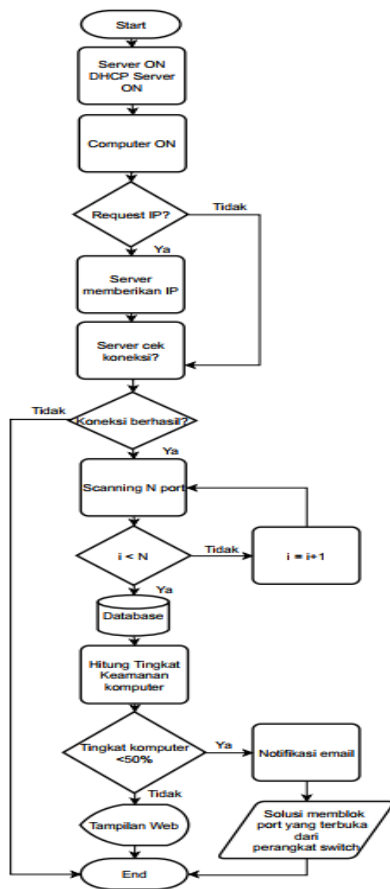 Start
Server ON
DHCP Server
ON
Computer ON
Request IP?
Tidak
Ya
Server
memberikan IP
Server cek
koneksi?
Tidak
Koneksi berhasil?
Ya
Scanning N port
i < N
Tidak
i = i+1
Ya
Database
Hitung Tingkat
Keamanan
komputer
Tingkat komputer
<50%
Ya
Notifikasi email
Tidak
Tampilan Web
Solusi memblok
port yang terbuka
dari
perangkat switch
End